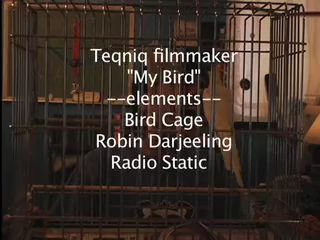 Teqniq filmmaker
"My Bird"
--elements--
Bird Cage
Robin Darjeeling
Radio Static